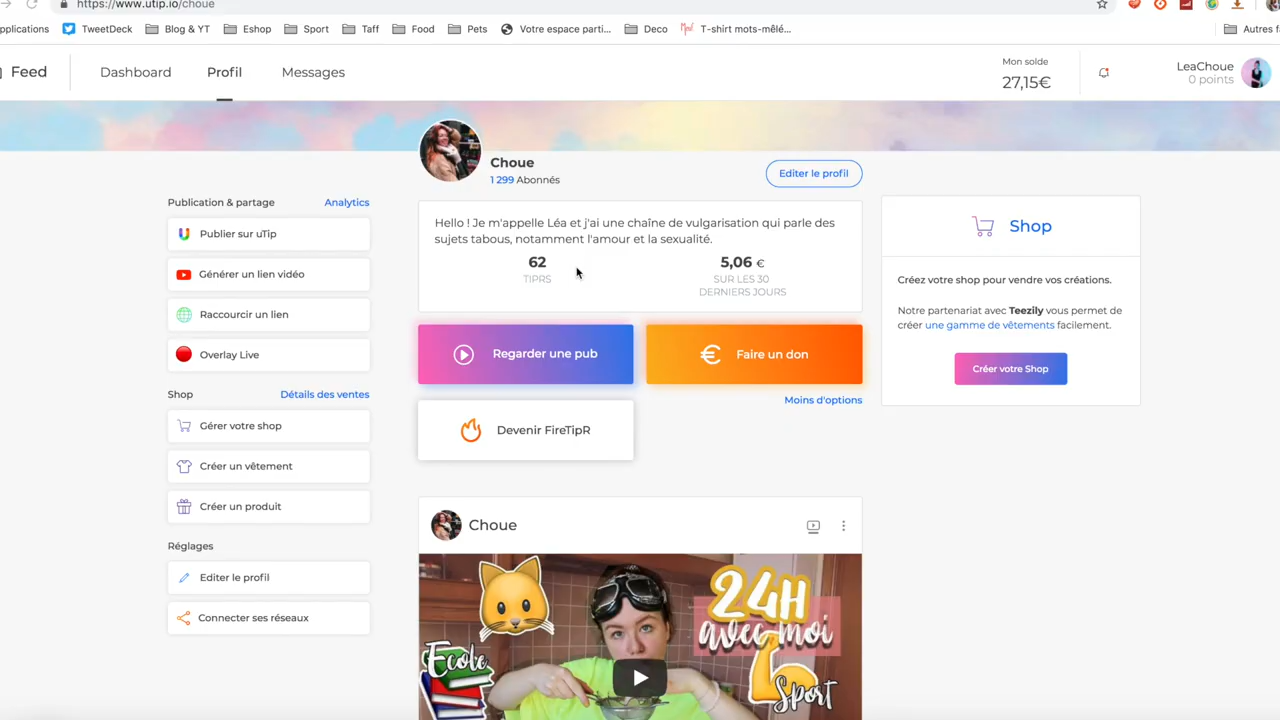 https://www.utip.io/choue
pplications
TweetDeck
Blog & YT
Eshop
Sport
Taff
Food
Pets
Votre espace parti...
Deco
T-shirt mots-mêlé...
Autres f
Feed
Dashboard
Profil
Messages
Mon solde
27,15€
LeaChoue
0 points
Choue
1 299 Abonnés
Editer le profil
Publication & partage
Analytics
Publier sur uTip
Générer un lien vidéo
Raccourcir un lien
Overlay Live
Shop
Détails des ventes
Gérer votre shop
Créer un vêtement
Créer un produit
Réglages
Editer le profil
Connecter ses réseaux
Hello ! Je m'appelle Léa et j'ai une chaîne de vulgarisation qui parle des
sujets tabous, notamment l'amour et la sexualité.
62
TIPRS
5,06 €
SUR LES 30
DERNIERS JOURS
Regarder une pub
€ Faire un don
Moins d'options
Devenir FireTipR
Choue
24H
avec moi
Ecole
Sport
Shop
Créez votre shop pour vendre vos créations.
Notre partenariat avec Teezily vous permet de
créer une gamme de vêtements facilement.
Créer votre Shop